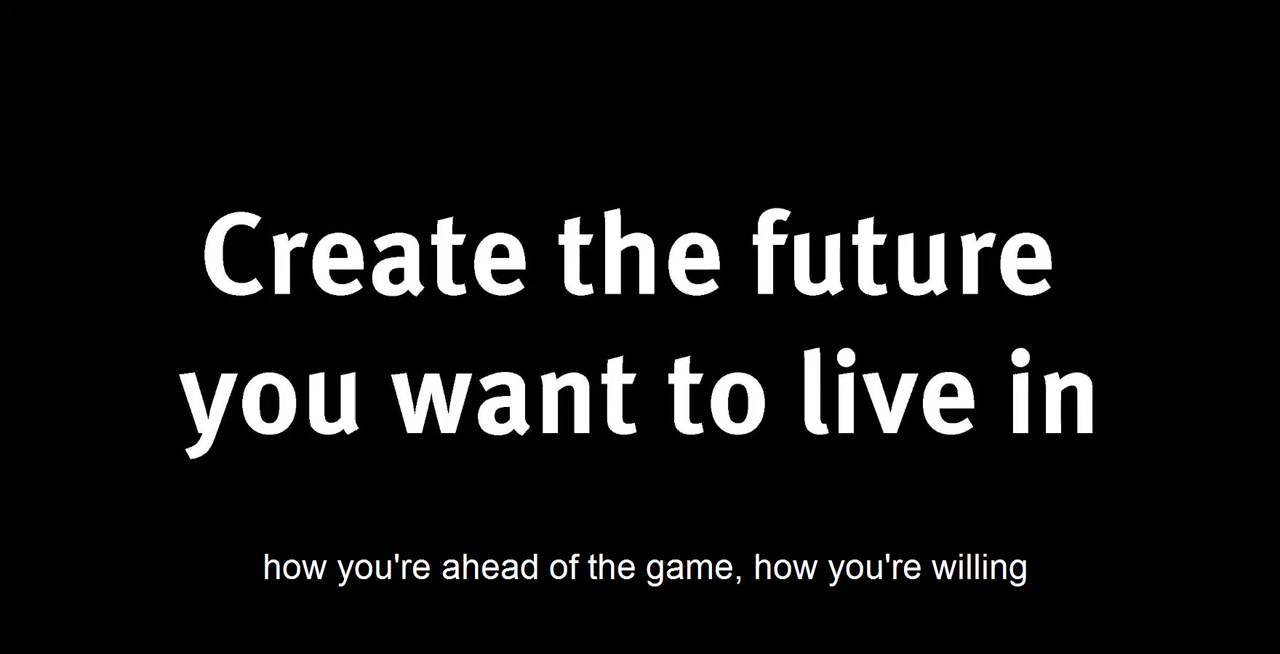 Create the future
you want to live in
how you're ahead of the game, how you're willing